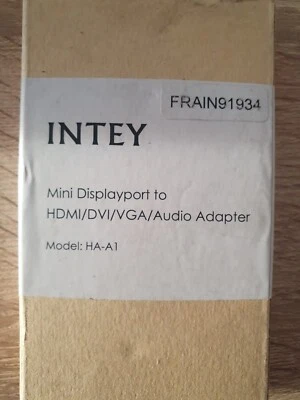 FRAIN91934
INTEY
Mini Displayport to
HDMI/DVI/VGA/Audio Adapter
Model: HA-A1